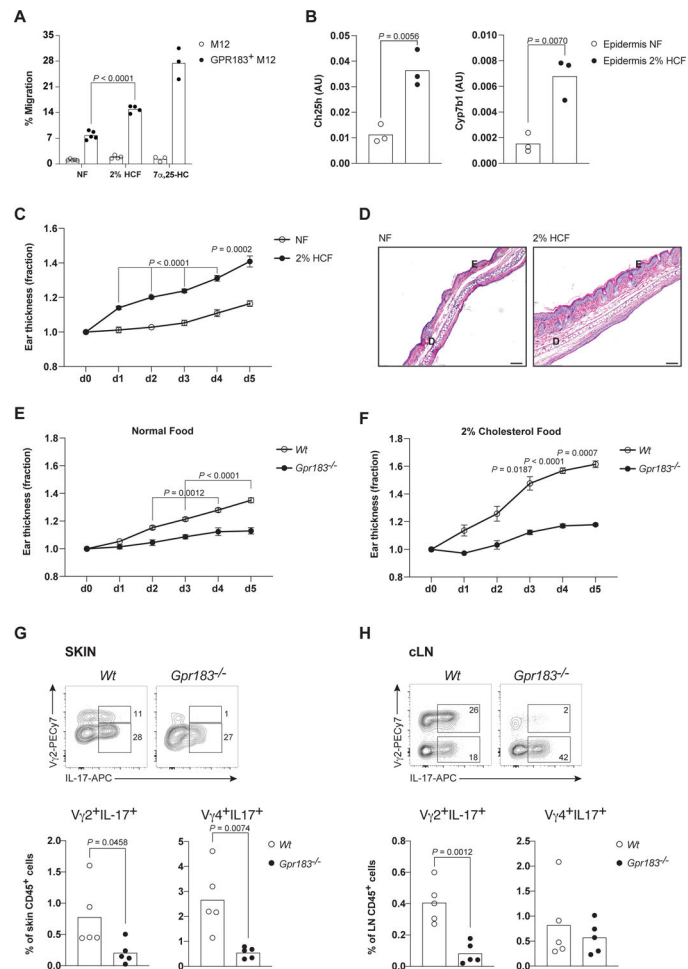 A
% Migration
35
28
21
14
7
0
M12
GPR183+ M12
P < 0.0001
NF
2% HCF
7α,25-HC
B
Ch25h (AU)
0.05
0.04
0.03
0.02
0.01
0.00
P = 0.0056
Cyp7b1 (AU)
0.010
0.008
0.006
0.004
0.002
0.000
P = 0.0070
Epidermis NF
Epidermis 2% HCF
C
Ear thickness (fraction)
1.6
1.4
1.2
1.0
0.8
NF
2% HCF
P < 0.0001
P = 0.0002
d0 d1 d2 d3 d4 d5
D
NF
2% HCF
E
D
E
D
E
Normal Food
Ear thickness (fraction)
1.8
1.6
1.4
1.2
1.0
0.8
Wt
Gpr183-/-
P < 0.0001
P = 0.0012
d0 d1 d2 d3 d4 d5
F
2% Cholesterol Food
Ear thickness (fraction)
1.8
1.6
1.4
1.2
1.0
0.8
Wt
Gpr183-/-
P = 0.0007
P < 0.0001
P = 0.0187
d0 d1 d2 d3 d4 d5
G
SKIN
Wt
Gpr183-/-
Vγ2-PECy7
11
28
1
27
IL-17-APC
Vγ2+IL-17+
Vγ4+IL17+
% of skin CD45+ cells
2.0
1.5
1.0
0.5
0.0
P = 0.0458
5
4
3
2
1
0
P = 0.0074
Wt
Gpr183-/-
H
cLN
Wt
Gpr183-/-
Vγ2-PECy7
26
18
2
42
IL-17-APC
Vγ2+IL-17+
Vγ4+IL17+
% of LN CD45+ cells
0.8
0.6
0.4
0.2
0.0
P = 0.0012
2.5
2.0
1.5
1.0
0.5
0.0
Wt
Gpr183-/-